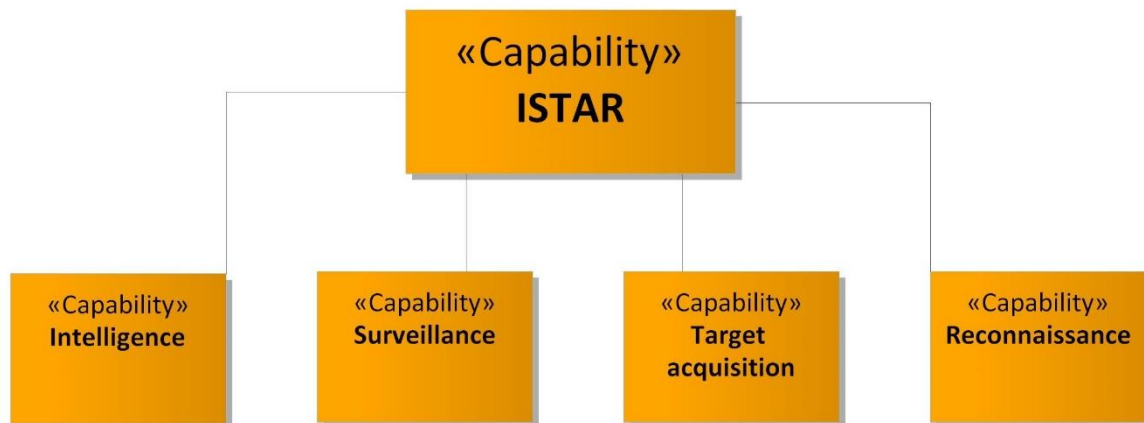 «Capability»
ISTAR
«Capability»
Intelligence
«Capability»
Surveillance
«Capability»
Target
acquisition
«Capability»
Reconnaissance